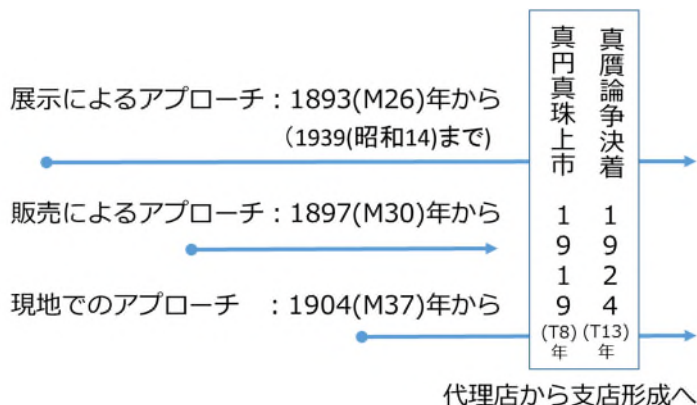 展示によるアプローチ：1893(M26)年から
（1939(昭和14)まで)
販売によるアプローチ：1897(M30)年から
現地でのアプローチ　：1904(M37)年から
真贋論争決着　1924(T13)年
真円真珠上市　1919(T8)年
代理店から支店形成へ